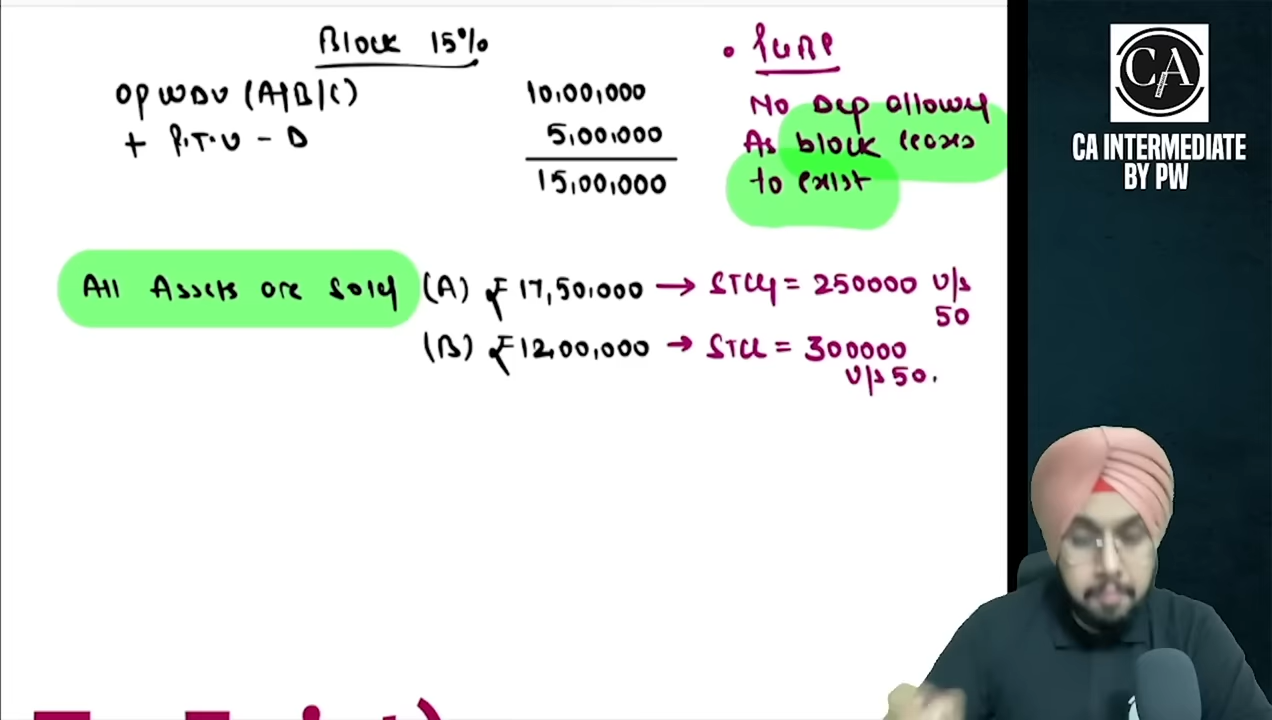 Block 15%
Op WDV (A/B/C) 10,00,000
+ P.T.U - D 5,00,000
15,00,000
• PGBP
No Dep allowed
As block ceases
to exist
All Assets are sold (A) ₹ 17,50,000 → STCG = 250000 U/s
50
(B) ₹ 12,00,000 → STCL = 300000
U/s 50.
CA
CA INTERMEDIATE
BY PW